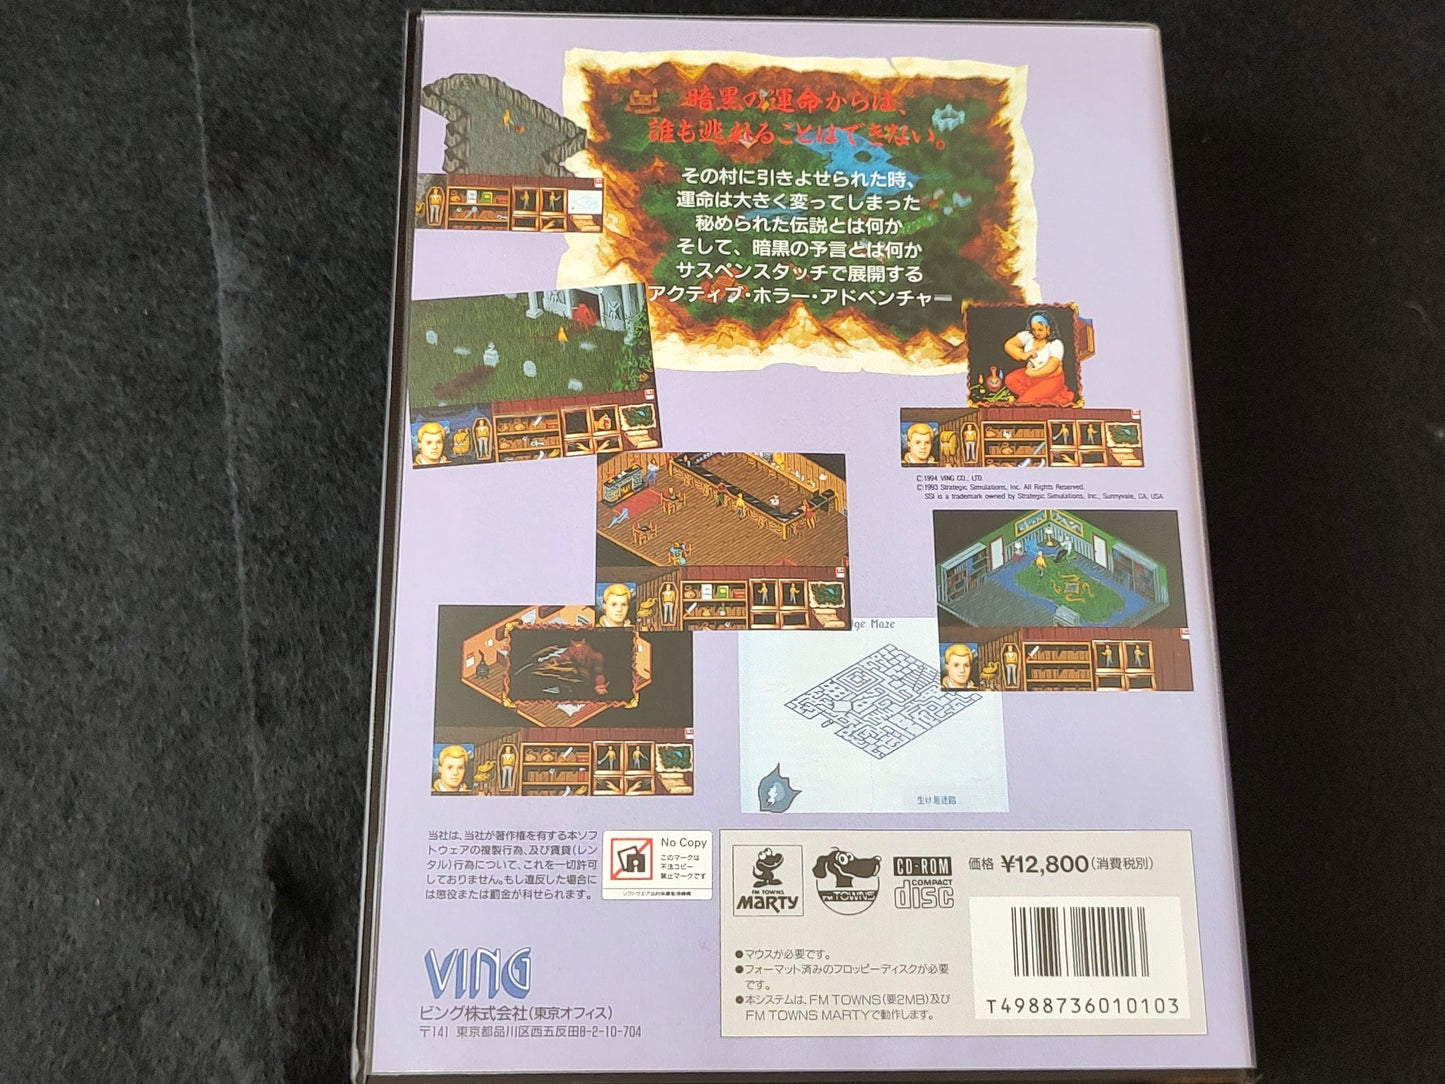 暗黒の運命からは、
誰も逃れることはできない。
その村に引きよせられた時、
運命は大きく変ってしまった
秘められた伝説とは何か
そして、暗黒の予言とは何か
サスペンスタッチで展開する
アクティブ・ホラー・アドベンチャー
©1994 VING CO., LTD.
©1993 Strategic Simulations, Inc. All Rights Reserved.
SSI is a trademark owned by Strategic Simulations, Inc., Sunnyvale, CA, USA.
Maze
生け垣迷路
当社は、当社が著作権を有する本ソフ
トウェアの複製行為、及び賃貸(レン
タル)行為について、これを一切許可
しておりません。もし違反した場合に
は懲役または罰金が科せられます。
No Copy
このマークは
不法コピー
禁止マークです
FM TOWNS
MARTY
FM TOWNS
CD-ROM
COMPACT
disc
価格 ¥12,800(消費税別)
●マウスが必要です。
●フォーマット済みのフロッピーディスクが必要
です。
●本システムは、FM TOWNS(要2MB)及び
FM TOWNS MARTYで動作します。
T4988736010103
VING
ビング株式会社(東京オフィス)
〒141 東京都品川区西五反田8-2-10-704